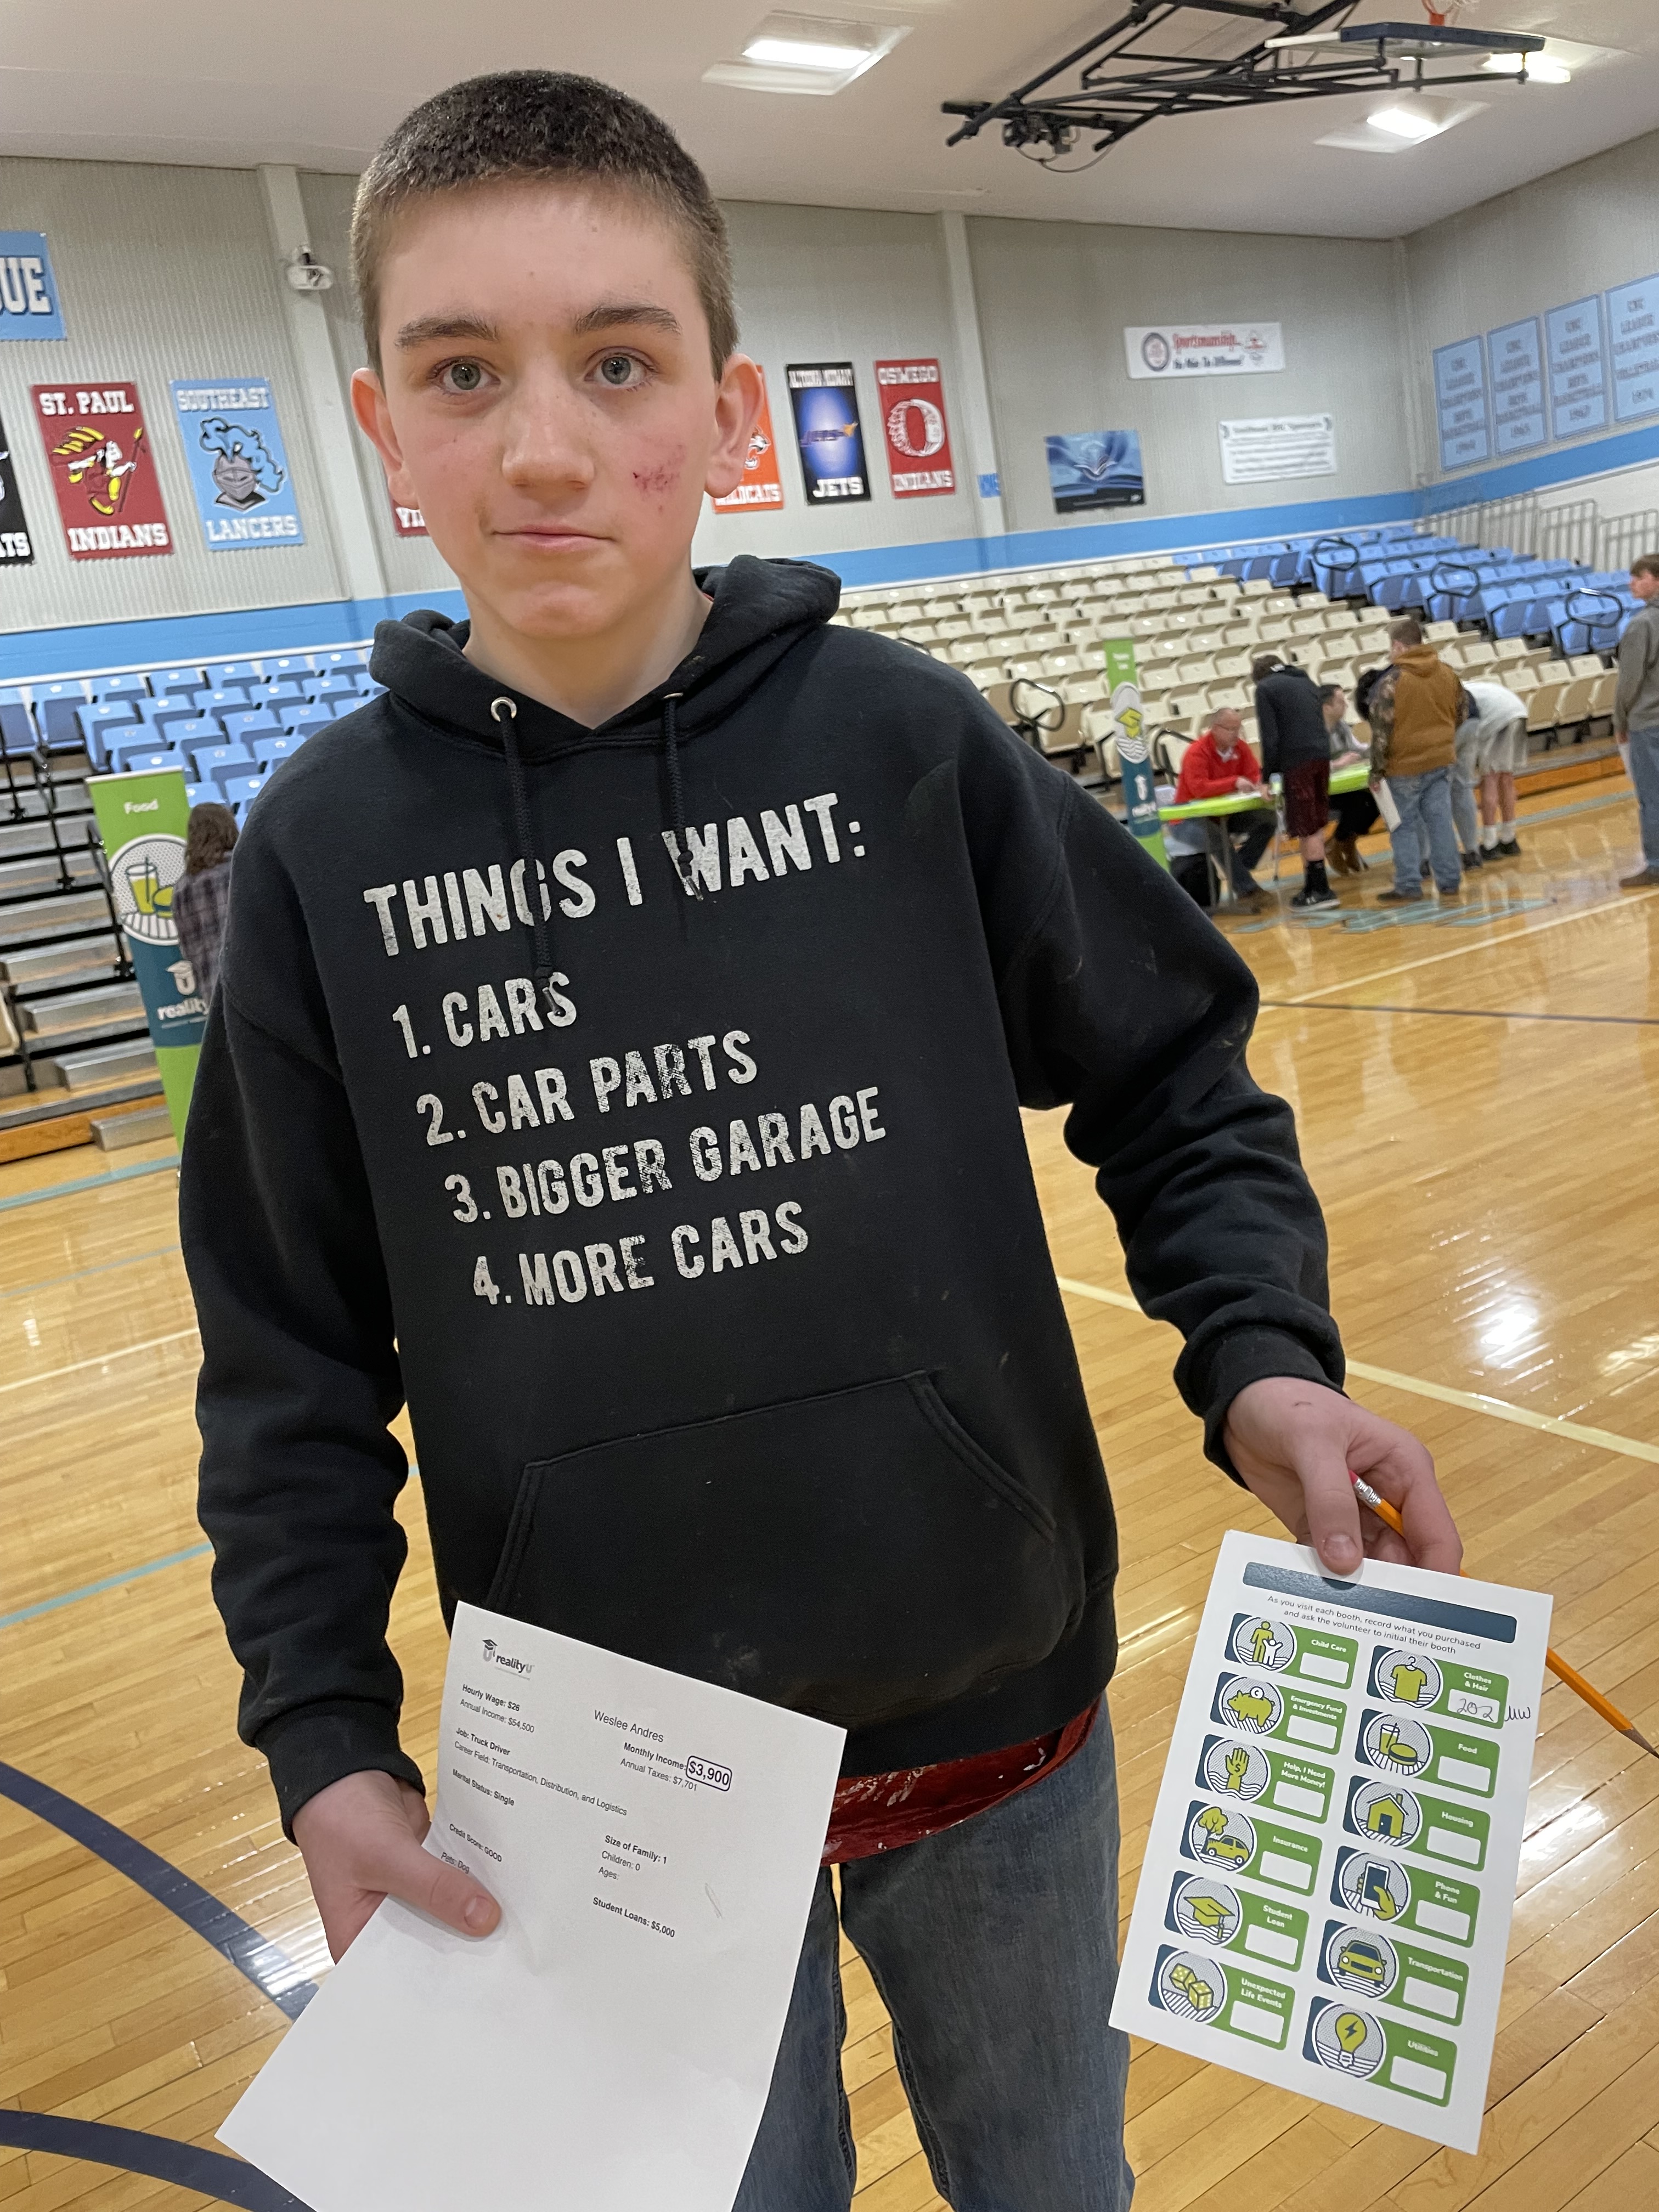 UE
ST. PAUL
INDIANS
SOUTHEAST
LANCERS
WILDCATS
JETS
OSWEGO
INDIANS
Sportsmanship...
Food
reality
THINGS I WANT:
1. CARS
2. CAR PARTS
3. BIGGER GARAGE
4. MORE CARS
realityU
Weslee Andres
Hourly Wage: $26
Annual Income: $54,500
Monthly Income: $3,900
Annual Taxes: $7,701
Job: Truck Driver
Career Field: Transportation, Distribution, and Logistics
Marital Status: Single
Size of Family: 1
Children: 0
Ages:
Credit Score: GOOD
Pets: Dog
Student Loans: $5,000
As you visit each booth, record what you purchased
and ask the volunteer to initial their booth
Child Care
Clothes
& Hair
202 MW
Emergency Fund
& Investments
Food
Help, I Need
More Money!
Housing
Insurance
Phone
& Fun
Student
Loan
Transportation
Unexpected
Life Events
Utilities